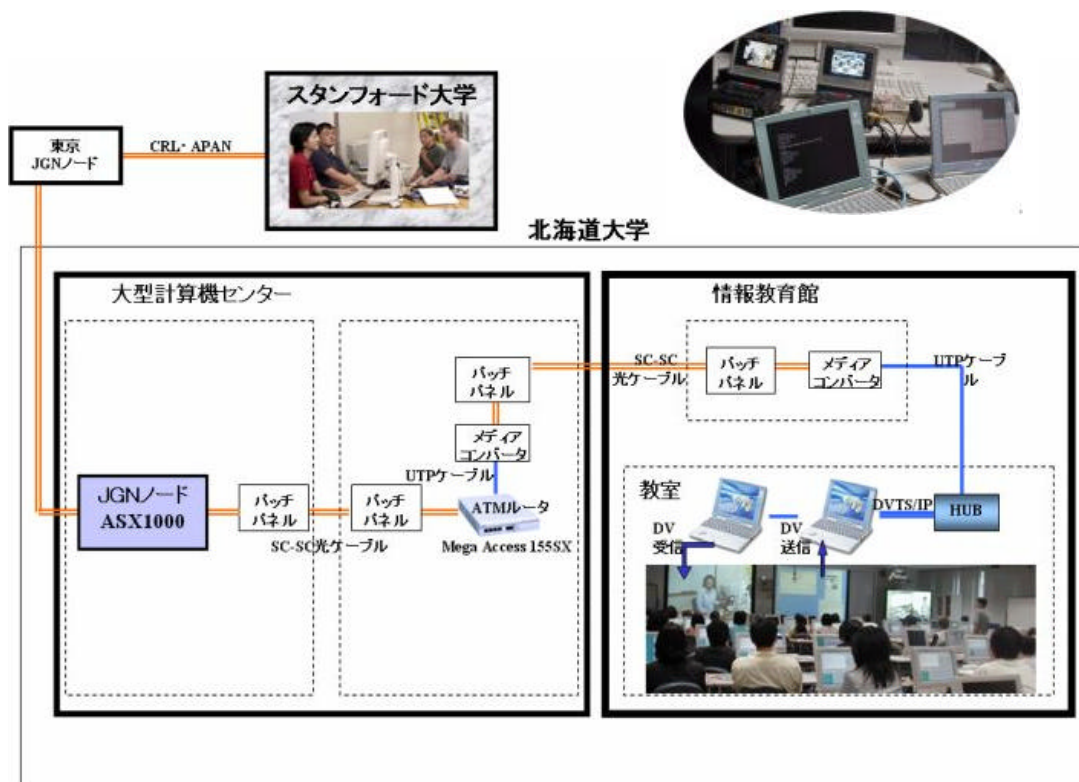 スタンフォード大学
東京
JGNノード
CRL・APAN
北海道大学
大型計算機センター
情報教育館
パッチ
パネル
SC-SC
光ケーブル
パッチ
パネル
メディア
コンバータ
UTPケーブ
ル
メディア
コンバータ
UTPケーブル
JGNノード
ASX1000
パッチ
パネル
パッチ
パネル
ATMルータ
SC-SC光ケーブル
Mega Access 155SX
教室
DV
受信
DV
送信
DVTS/IP
HUB